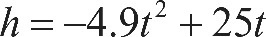 h = −4.9t² + 25t